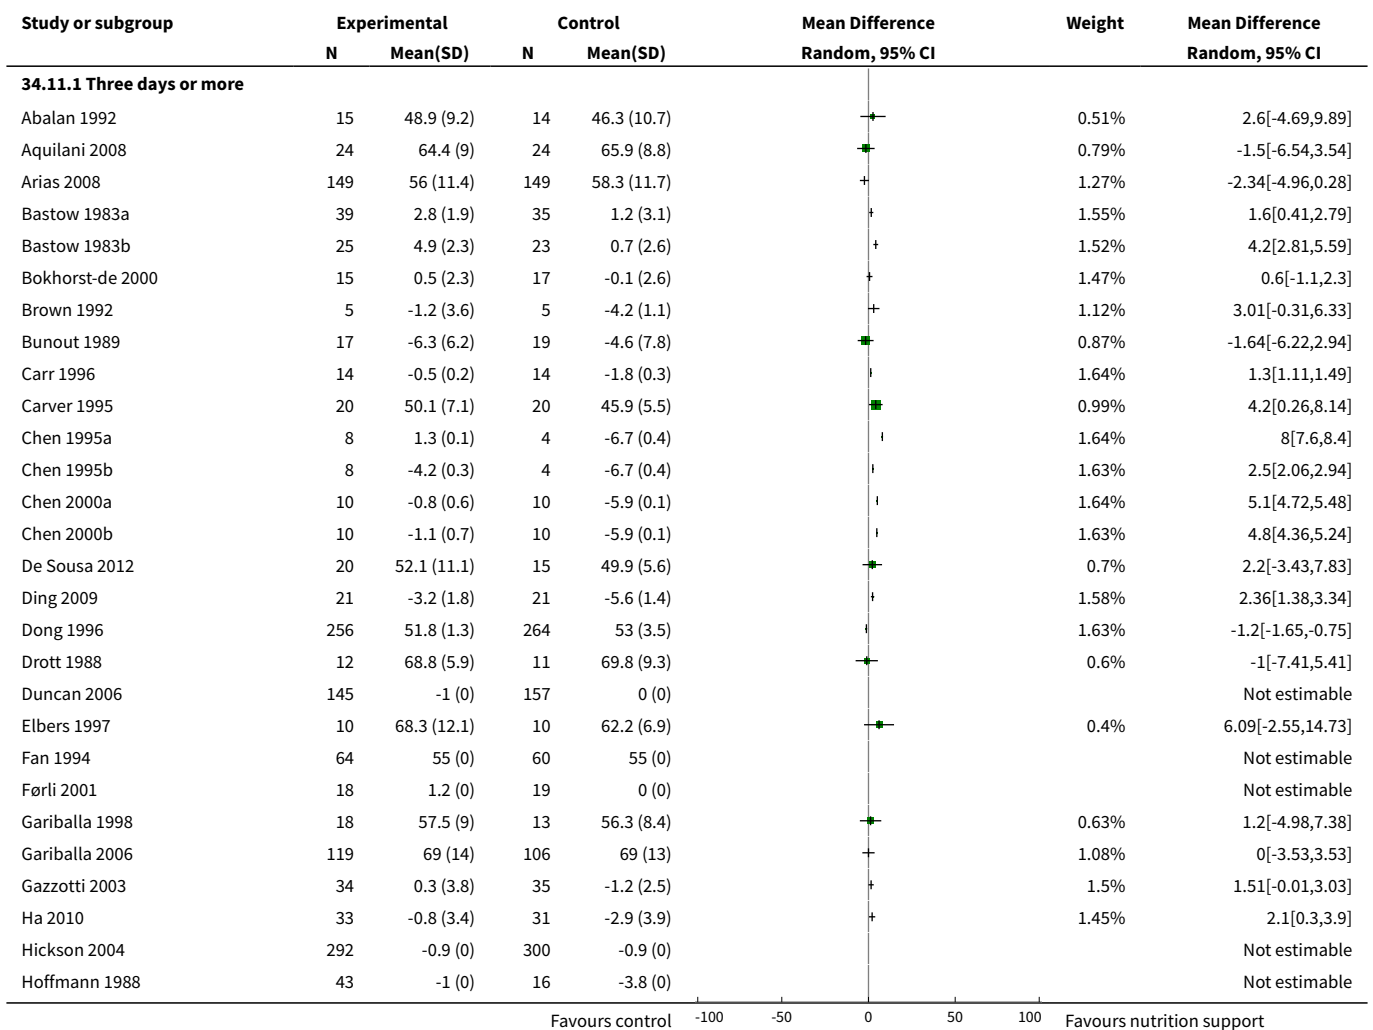 Study or subgroup Experimental Control Mean Difference Weight Mean Difference
N Mean(SD) N Mean(SD) Random, 95% CI Random, 95% CI
34.11.1 Three days or more
Abalan 1992 15 48.9 (9.2) 14 46.3 (10.7) 0.51% 2.6[-4.69,9.89]
Aquilani 2008 24 64.4 (9) 24 65.9 (8.8) 0.79% -1.5[-6.54,3.54]
Arias 2008 149 56 (11.4) 149 58.3 (11.7) 1.27% -2.34[-4.96,0.28]
Bastow 1983a 39 2.8 (1.9) 35 1.2 (3.1) 1.55% 1.6[0.41,2.79]
Bastow 1983b 25 4.9 (2.3) 23 0.7 (2.6) 1.52% 4.2[2.81,5.59]
Bokhorst-de 2000 15 0.5 (2.3) 17 -0.1 (2.6) 1.47% 0.6[-1.1,2.3]
Brown 1992 5 -1.2 (3.6) 5 -4.2 (1.1) 1.12% 3.01[-0.31,6.33]
Bunout 1989 17 -6.3 (6.2) 19 -4.6 (7.8) 0.87% -1.64[-6.22,2.94]
Carr 1996 14 -0.5 (0.2) 14 -1.8 (0.3) 1.64% 1.3[1.11,1.49]
Carver 1995 20 50.1 (7.1) 20 45.9 (5.5) 0.99% 4.2[0.26,8.14]
Chen 1995a 8 1.3 (0.1) 4 -6.7 (0.4) 1.64% 8[7.6,8.4]
Chen 1995b 8 -4.2 (0.3) 4 -6.7 (0.4) 1.63% 2.5[2.06,2.94]
Chen 2000a 10 -0.8 (0.6) 10 -5.9 (0.1) 1.64% 5.1[4.72,5.48]
Chen 2000b 10 -1.1 (0.7) 10 -5.9 (0.1) 1.63% 4.8[4.36,5.24]
De Sousa 2012 20 52.1 (11.1) 15 49.9 (5.6) 0.7% 2.2[-3.43,7.83]
Ding 2009 21 -3.2 (1.8) 21 -5.6 (1.4) 1.58% 2.36[1.38,3.34]
Dong 1996 256 51.8 (1.3) 264 53 (3.5) 1.63% -1.2[-1.65,-0.75]
Drott 1988 12 68.8 (5.9) 11 69.8 (9.3) 0.6% -1[-7.41,5.41]
Duncan 2006 145 -1 (0) 157 0 (0) Not estimable
Elbers 1997 10 68.3 (12.1) 10 62.2 (6.9) 0.4% 6.09[-2.55,14.73]
Fan 1994 64 55 (0) 60 55 (0) Not estimable
Førli 2001 18 1.2 (0) 19 0 (0) Not estimable
Gariballa 1998 18 57.5 (9) 13 56.3 (8.4) 0.63% 1.2[-4.98,7.38]
Gariballa 2006 119 69 (14) 106 69 (13) 1.08% 0[-3.53,3.53]
Gazzotti 2003 34 0.3 (3.8) 35 -1.2 (2.5) 1.5% 1.51[-0.01,3.03]
Ha 2010 33 -0.8 (3.4) 31 -2.9 (3.9) 1.45% 2.1[0.3,3.9]
Hickson 2004 292 -0.9 (0) 300 -0.9 (0) Not estimable
Hoffmann 1988 43 -1 (0) 16 -3.8 (0) Not estimable
Favours control -100 -50 0 50 100 Favours nutrition support